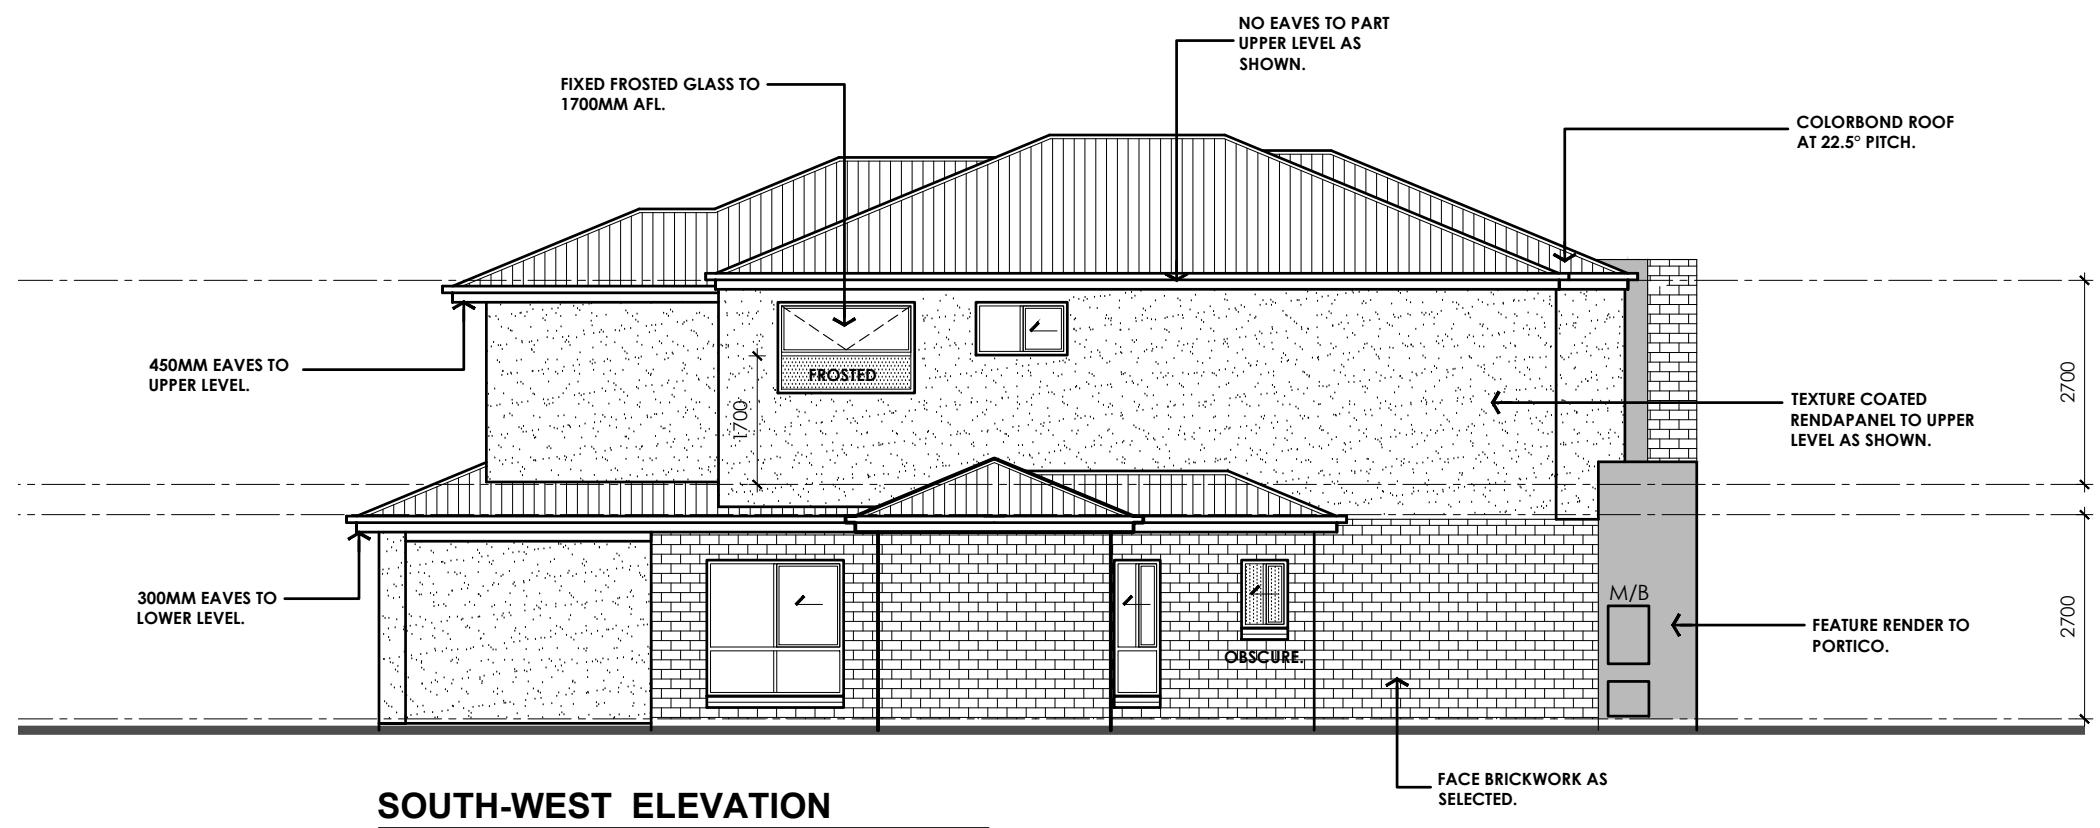 NO EAVES TO PART
UPPER LEVEL AS
SHOWN.
FIXED FROSTED GLASS TO
1700MM AFL.
COLORBOND ROOF
AT 22.5° PITCH.
450MM EAVES TO
UPPER LEVEL.
FROSTED
1700
2700
TEXTURE COATED
RENDAPANEL TO UPPER
LEVEL AS SHOWN.
300MM EAVES TO
LOWER LEVEL.
M/B
2700
FEATURE RENDER TO
PORTICO.
OBSCURE.
FACE BRICKWORK AS
SELECTED.
SOUTH-WEST ELEVATION